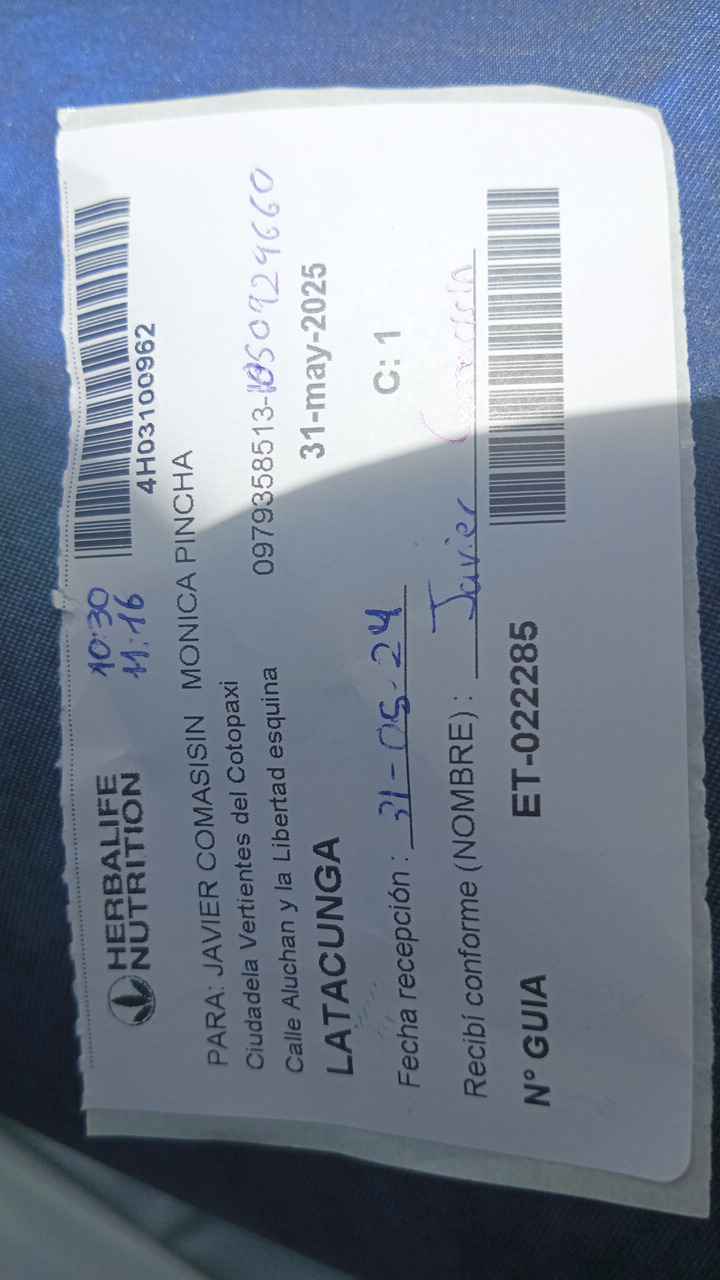 HERBALIFE
NUTRITION
10:30
11:16
4H03100962
PARA: JAVIER COMASISIN MONICA PINCHA
Ciudadela Vertientes del Cotopaxi
Calle Aluchan y la Libertad esquina 0979358513-
LATACUNGA 31-may-2025
Fecha recepción: 31-05-24 C: 1
Recibí conforme (NOMBRE) : Javier
N° GUIA ET-022285